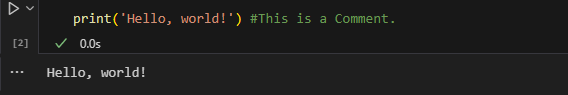 print('Hello, world!') #This is a Comment.
[2] 0.0s
... Hello, world!